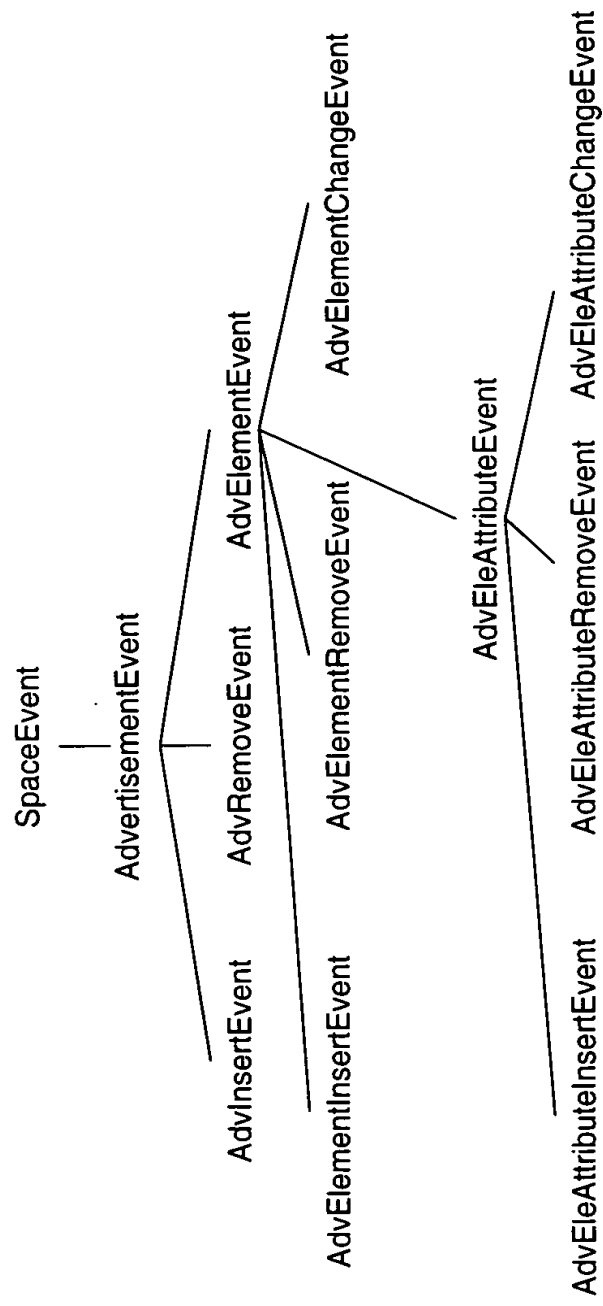 SpaceEvent
AdvertisementEvent
AdvInsertEvent
AdvRemoveEvent
AdvElementEvent
AdvElementInsertEvent
AdvElementRemoveEvent
AdvElementChangeEvent
AdvEleAttributeEvent
AdvEleAttributeInsertEvent
AdvEleAttributeRemoveEvent
AdvEleAttributeChangeEvent